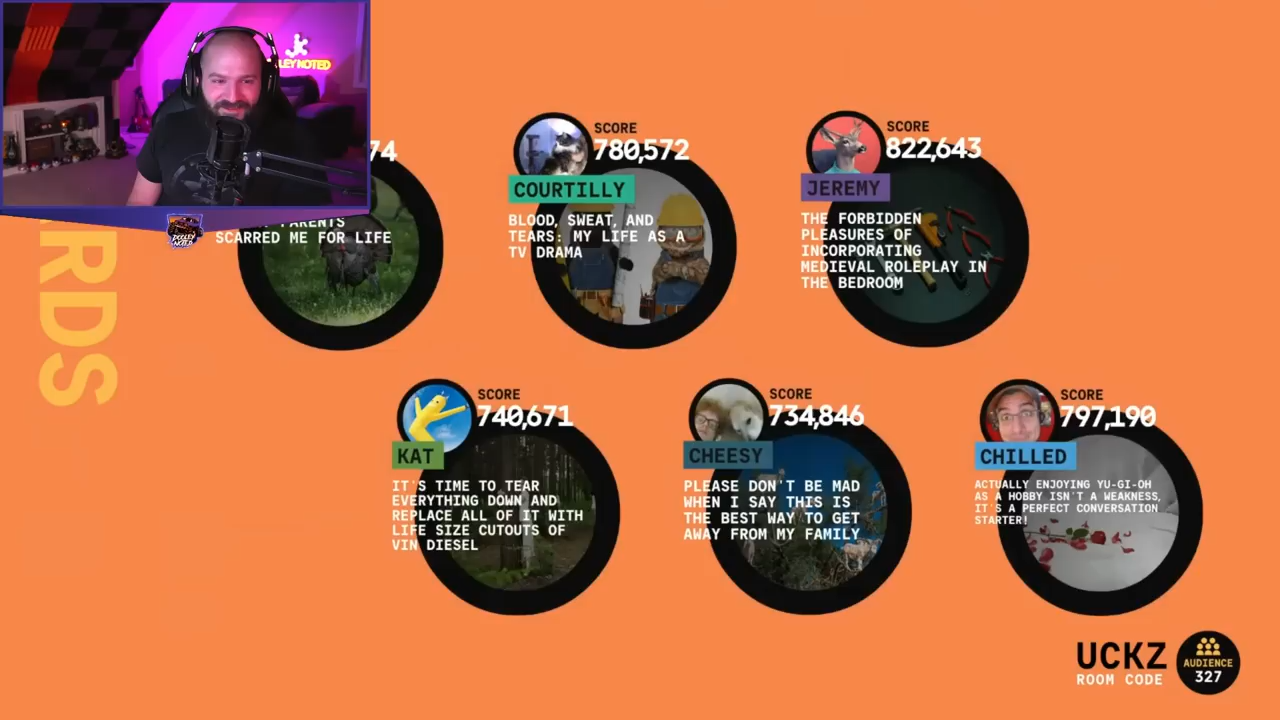 LEY NOTED
DOOLEY
NOTED
RDS
74
PARENTS
SCARRED ME FOR LIFE
SCORE
780,572
COURTILLY
BLOOD, SWEAT, AND
TEARS: MY LIFE AS A
TV DRAMA
SCORE
822,643
JEREMY
THE FORBIDDEN
PLEASURES OF
INCORPORATING
MEDIEVAL ROLEPLAY IN
THE BEDROOM
SCORE
740,671
KAT
IT'S TIME TO TEAR
EVERYTHING DOWN AND
REPLACE ALL OF IT WITH
LIFE SIZE CUTOUTS OF
VIN DIESEL
SCORE
734,846
CHEESY
PLEASE DON'T BE MAD
WHEN I SAY THIS IS
THE BEST WAY TO GET
AWAY FROM MY FAMILY
SCORE
797,190
CHILLED
ACTUALLY ENJOYING YU-GI-OH
AS A HOBBY ISN'T A WEAKNESS,
IT'S A PERFECT CONVERSATION
STARTER!
UCKZ
ROOM CODE
AUDIENCE
327